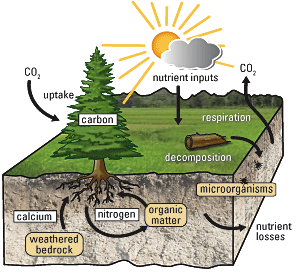 CO2
uptake
carbon
nutrient inputs
CO2
respiration
decomposition
microorganisms
calcium
nitrogen
organic
matter
weathered
bedrock
nutrient
losses